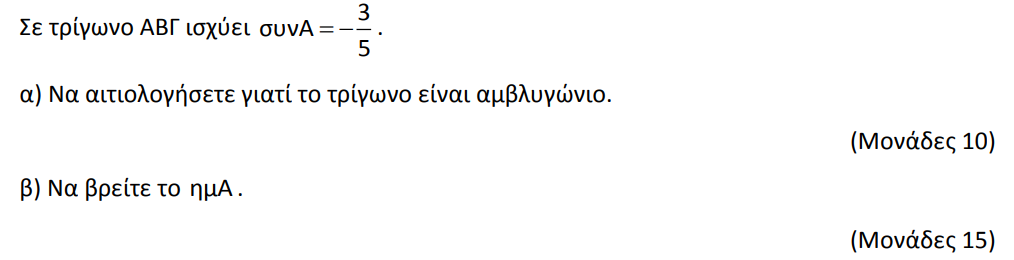 Σε τρίγωνο ΑΒΓ ισχύει συνΑ = −3/5 .
α) Να αιτιολογήσετε γιατί το τρίγωνο είναι αμβλυγώνιο.
(Μονάδες 10)
β) Να βρείτε το ημΑ .
(Μονάδες 15)